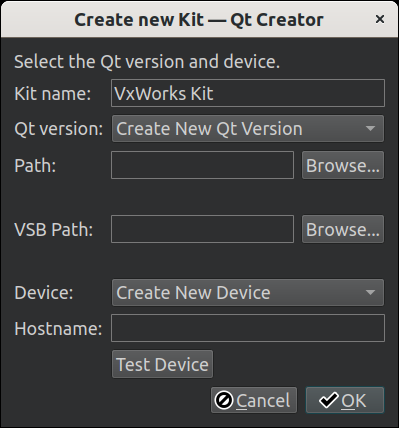 Create new Kit — Qt Creator ×
Select the Qt version and device.
Kit name: VxWorks Kit
Qt version: Create New Qt Version
Path: Browse...
VSB Path: Browse...
Device: Create New Device
Hostname:
Test Device
Cancel OK